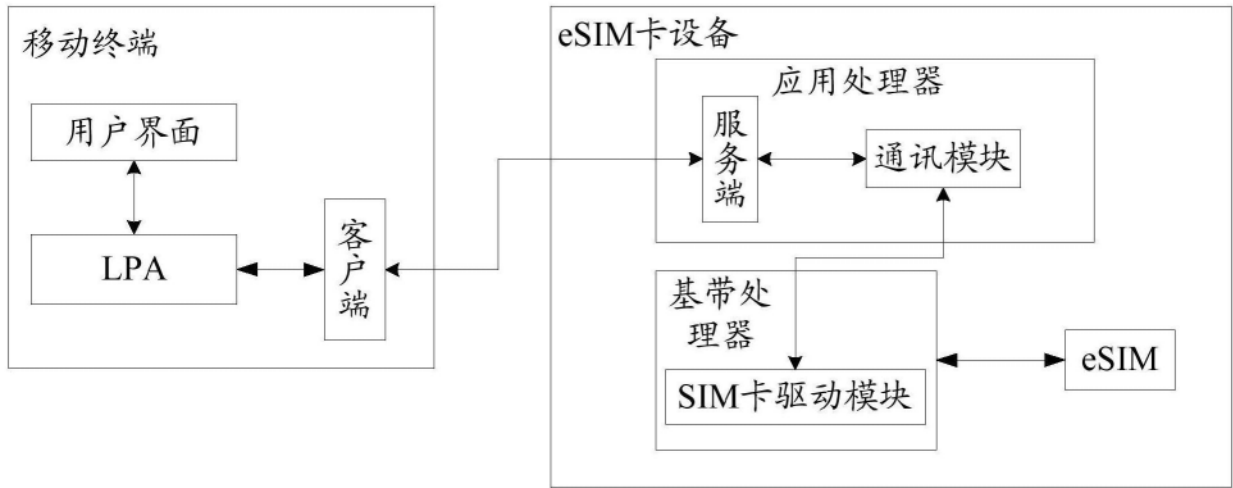 移动终端
用户界面
LPA
客
户
端
eSIM卡设备
应用处理器
服
务
端
通讯模块
基带处
理器
SIM卡驱动模块
eSIM